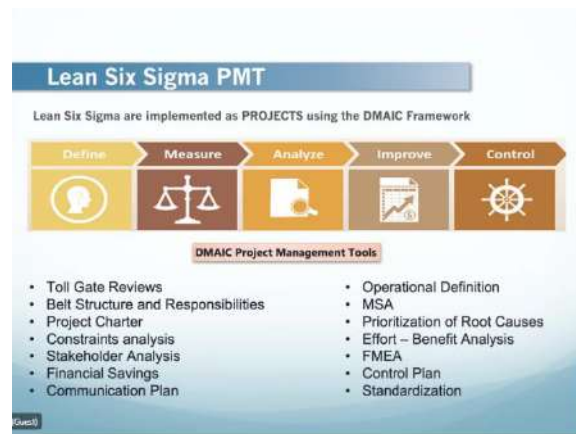 Lean Six Sigma PMT
Lean Six Sigma are implemented as PROJECTS using the DMAIC Framework
Define
Measure
Analyze
Improve
Control
DMAIC Project Management Tools
• Toll Gate Reviews
• Belt Structure and Responsibilities
• Project Charter
• Constraints analysis
• Stakeholder Analysis
• Financial Savings
• Communication Plan
• Operational Definition
• MSA
• Prioritization of Root Causes
• Effort – Benefit Analysis
• FMEA
• Control Plan
• Standardization
(Guest)